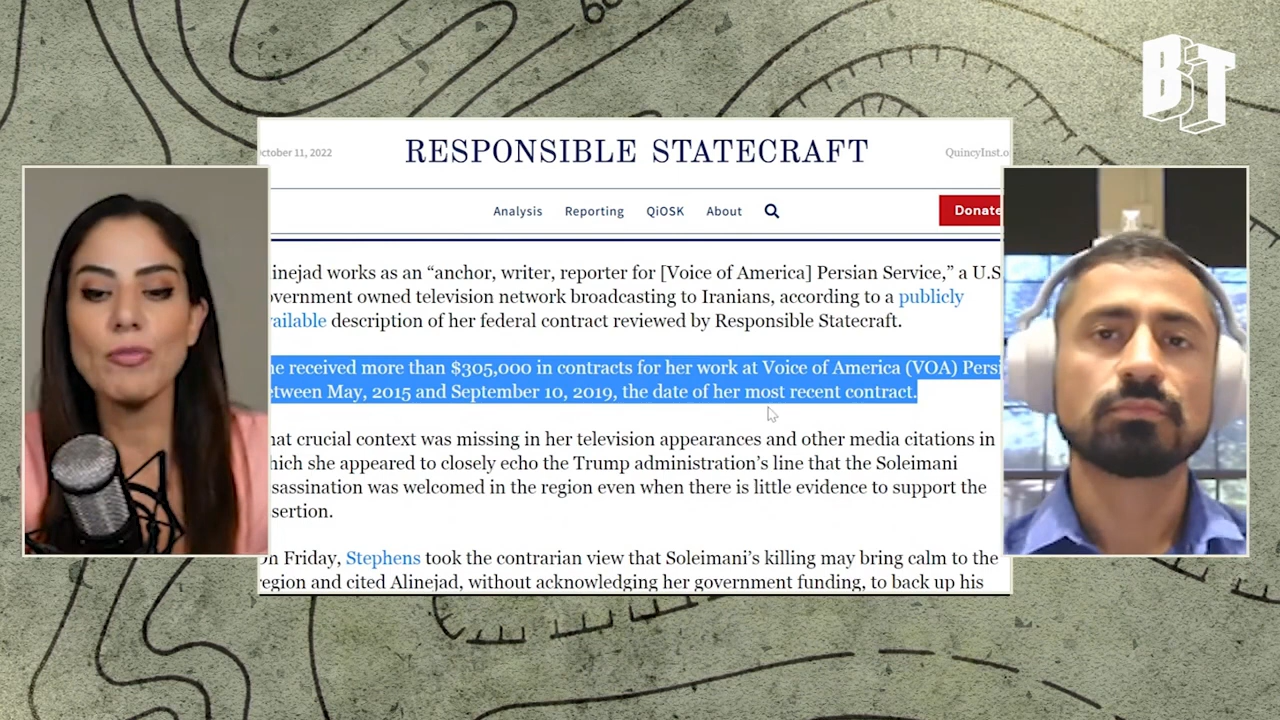 60
BT
ctober 11, 2022
RESPONSIBLE STATECRAFT
QuincyInst.o
Analysis Reporting QiOSK About
Donate
linejad works as an “anchor, writer, reporter for [Voice of America] Persian Service,” a U.S
overnment owned television network broadcasting to Iranians, according to a publicly
vailable description of her federal contract reviewed by Responsible Statecraft.
he received more than $305,000 in contracts for her work at Voice of America (VOA) Persi
etween May, 2015 and September 10, 2019, the date of her most recent contract.
hat crucial context was missing in her television appearances and other media citations in
hich she appeared to closely echo the Trump administration’s line that the Soleimani
ssassination was welcomed in the region even when there is little evidence to support the
sertion.
On Friday, Stephens took the contrarian view that Soleimani’s killing may bring calm to the
region and cited Alinejad, without acknowledging her government funding, to back up his